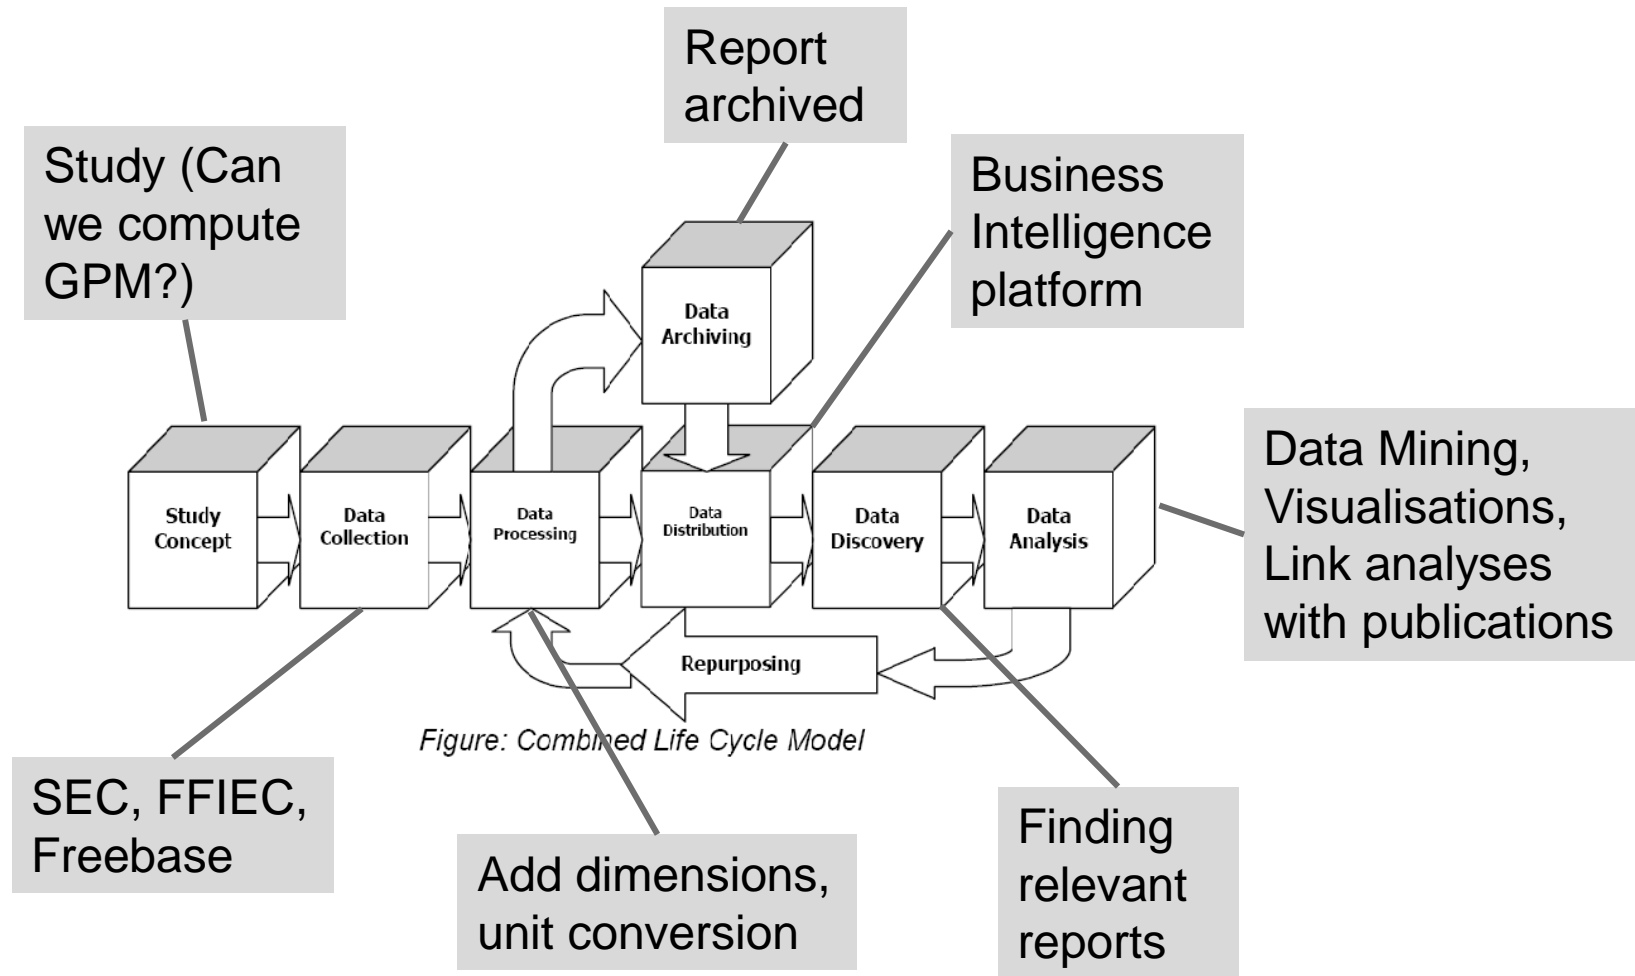 Report
archived
Study (Can
we compute
GPM?)
Business
Intelligence
platform
Data
Archiving
Study
Concept
Data
Collection
Data
Processing
Data
Distribution
Data
Discovery
Data
Analysis
Data Mining,
Visualisations,
Link analyses
with publications
Repurposing
Figure: Combined Life Cycle Model
SEC, FFIEC,
Freebase
Add dimensions,
unit conversion
Finding
relevant
reports